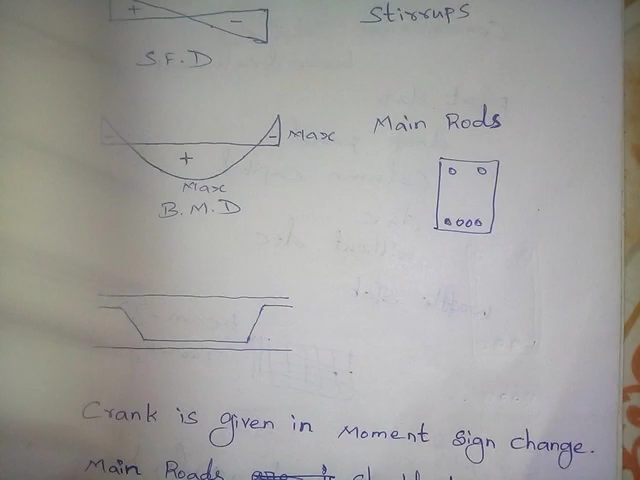 +
-
Stirrups
S.F.D
-
-
Max
Main Rods
+
Max
B.M.D
Crank is given in Moment sign change.
Main Roads